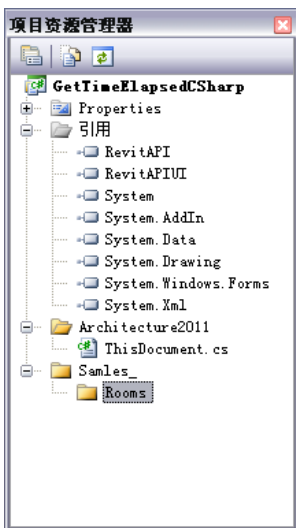 项目资源管理器
GetTimeElapsedCSharp
Properties
引用
RevitAPI
RevitAPIUI
System
System.AddIn
System.Data
System.Drawing
System.Windows.Forms
System.Xml
Architecture2011
ThisDocument.cs
Samles_
Rooms